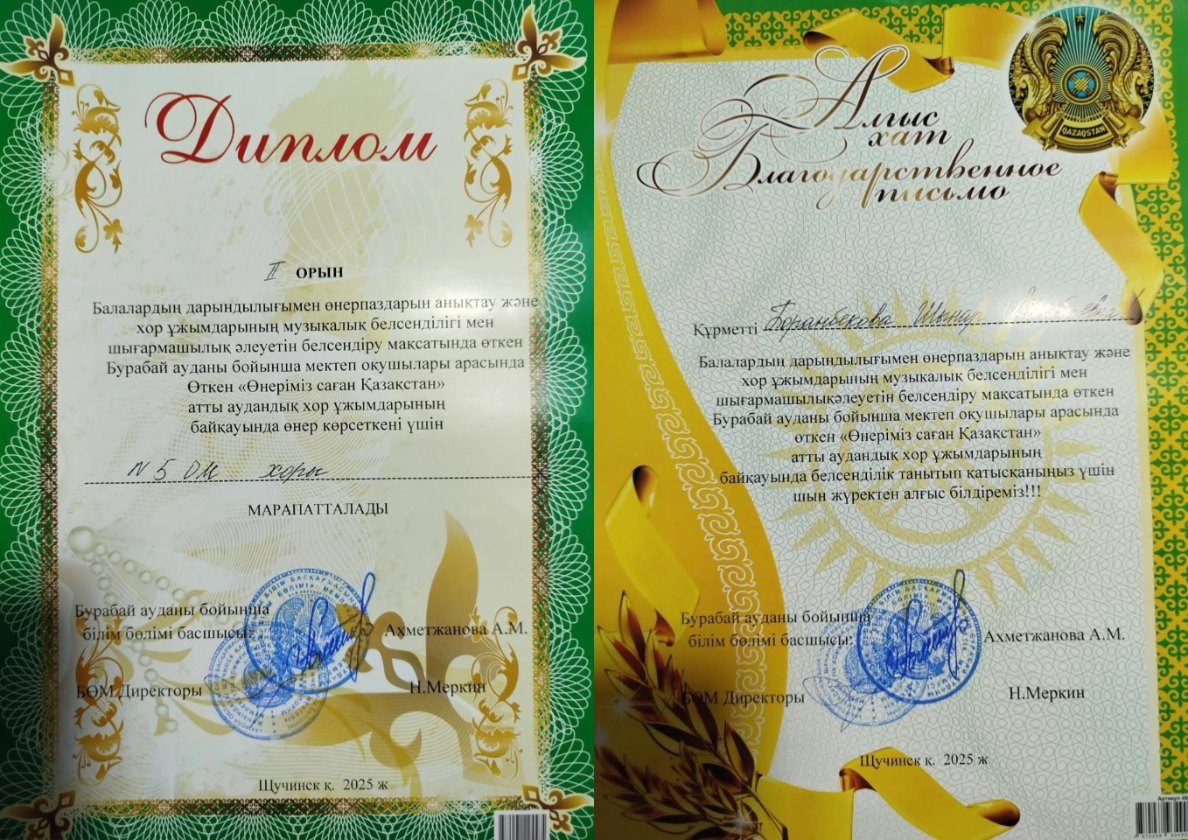 Диплом
II ОРЫН
Балалардың дарындылығымен өнерпаздарын анықтау және
хор ұжымдарының музыкалық белсенділігі мен
шығармашылық әлеуетін белсендіру мақсатында өткен
Бурабай ауданы бойынша мектеп оқушылары арасында
Өткен «Өнеріміз саған Қазақстан»
атты аудандық хор ұжымдарының
байқауында өнер көрсеткені үшін
N 5 ОМ хоры
МАРАПАТТАЛАДЫ
Бурабай ауданы бойынша
білім бөлімі басшысы:
Ахметжанова А.М.
БӨМ Директоры
Н.Меркин
Щучинск қ. 2025 ж
Алғыс
хат
Благодарственное
письмо
QAZAQSTAN
Құрметті Боранбекова
Балалардың дарындылығымен өнерпаздарын анықтау және
хор ұжымдарының музыкалық белсенділігі мен
шығармашылықәлеуетін белсендіру мақсатында өткен
Бурабай ауданы бойынша мектеп оқушылары арасында
өткен «Өнеріміз саған Қазақстан»
атты аудандық хор ұжымдарының
байқауында белсенділік танытып қатысқаныңыз үшін
шын жүректен алғыс білдіреміз!!!
Бурабай ауданы бойынша
білім бөлімі басшысы:
Ахметжанова А.М.
БӨМ Директоры
Н.Меркин
Щучинск қ. 2025 ж